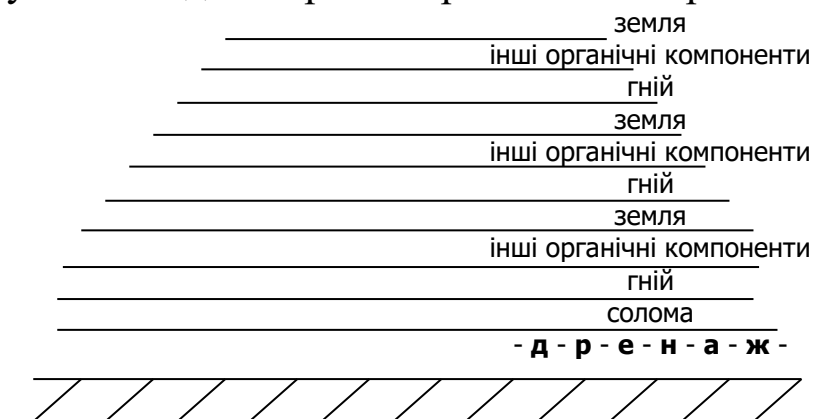 земля
інші органічні компоненти
гній
земля
інші органічні компоненти
гній
земля
інші органічні компоненти
гній
солома
- д - р - е - н - а - ж -